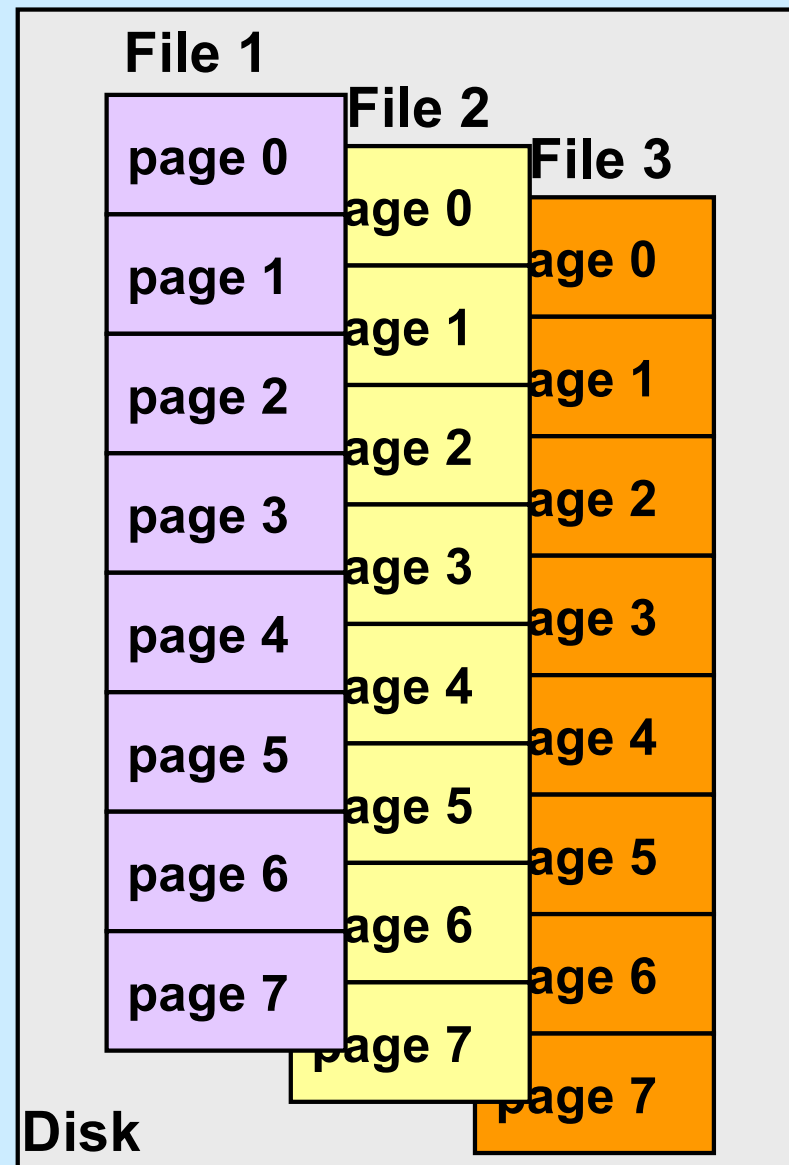 File 1
page 0
page 1
page 2
page 3
page 4
page 5
page 6
page 7
File 2
age 0
age 1
age 2
age 3
age 4
age 5
age 6
page 7
File 3
age 0
age 1
age 2
age 3
age 4
age 5
age 6
page 7
Disk